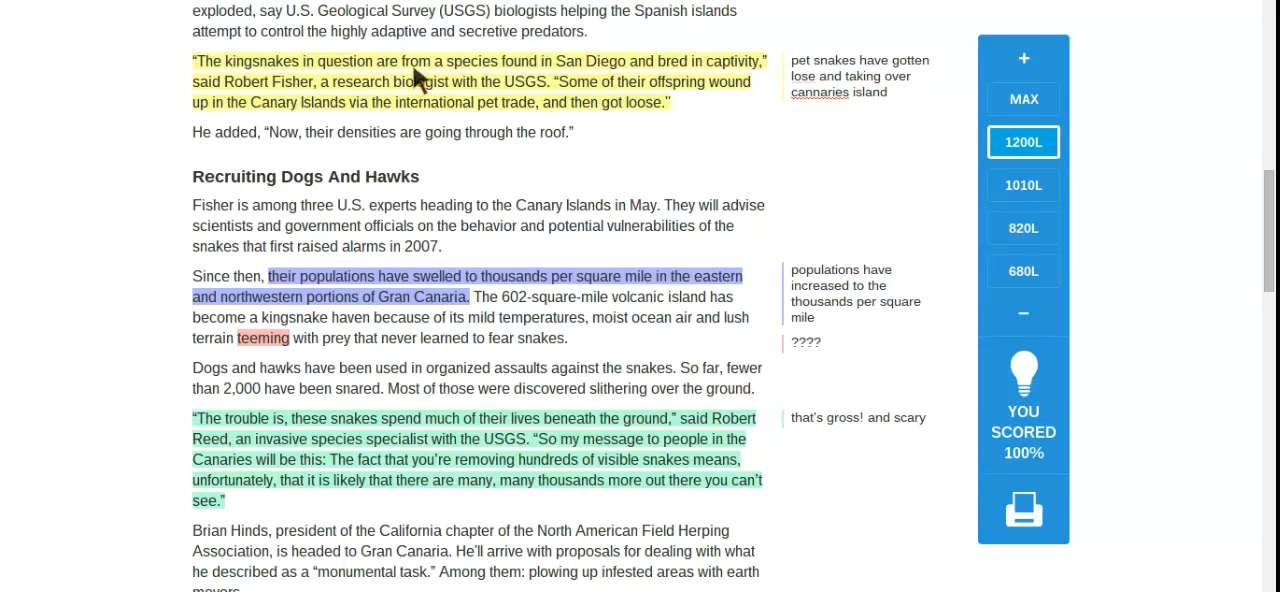 exploded, say U.S. Geological Survey (USGS) biologists helping the Spanish islands
attempt to control the highly adaptive and secretive predators.
“The kingsnakes in question are from a species found in San Diego and bred in captivity,”
said Robert Fisher, a research biologist with the USGS. “Some of their offspring wound
up in the Canary Islands via the international pet trade, and then got loose."
He added, “Now, their densities are going through the roof.”
Recruiting Dogs And Hawks
Fisher is among three U.S. experts heading to the Canary Islands in May. They will advise
scientists and government officials on the behavior and potential vulnerabilities of the
snakes that first raised alarms in 2007.
Since then, their populations have swelled to thousands per square mile in the eastern
and northwestern portions of Gran Canaria. The 602-square-mile volcanic island has
become a kingsnake haven because of its mild temperatures, moist ocean air and lush
terrain teeming with prey that never learned to fear snakes.
Dogs and hawks have been used in organized assaults against the snakes. So far, fewer
than 2,000 have been snared. Most of those were discovered slithering over the ground.
“The trouble is, these snakes spend much of their lives beneath the ground,” said Robert
Reed, an invasive species specialist with the USGS. “So my message to people in the
Canaries will be this: The fact that you’re removing hundreds of visible snakes means,
unfortunately, that it is likely that there are many, many thousands more out there you can’t
see.”
Brian Hinds, president of the California chapter of the North American Field Herping
Association, is headed to Gran Canaria. He’ll arrive with proposals for dealing with what
he described as a “monumental task.” Among them: plowing up infested areas with earth
movers
pet snakes have gotten
lose and taking over
cannaries island
populations have
increased to the
thousands per square
mile
????
that's gross! and scary
+
MAX
1200L
1010L
820L
680L
−
YOU
SCORED
100%